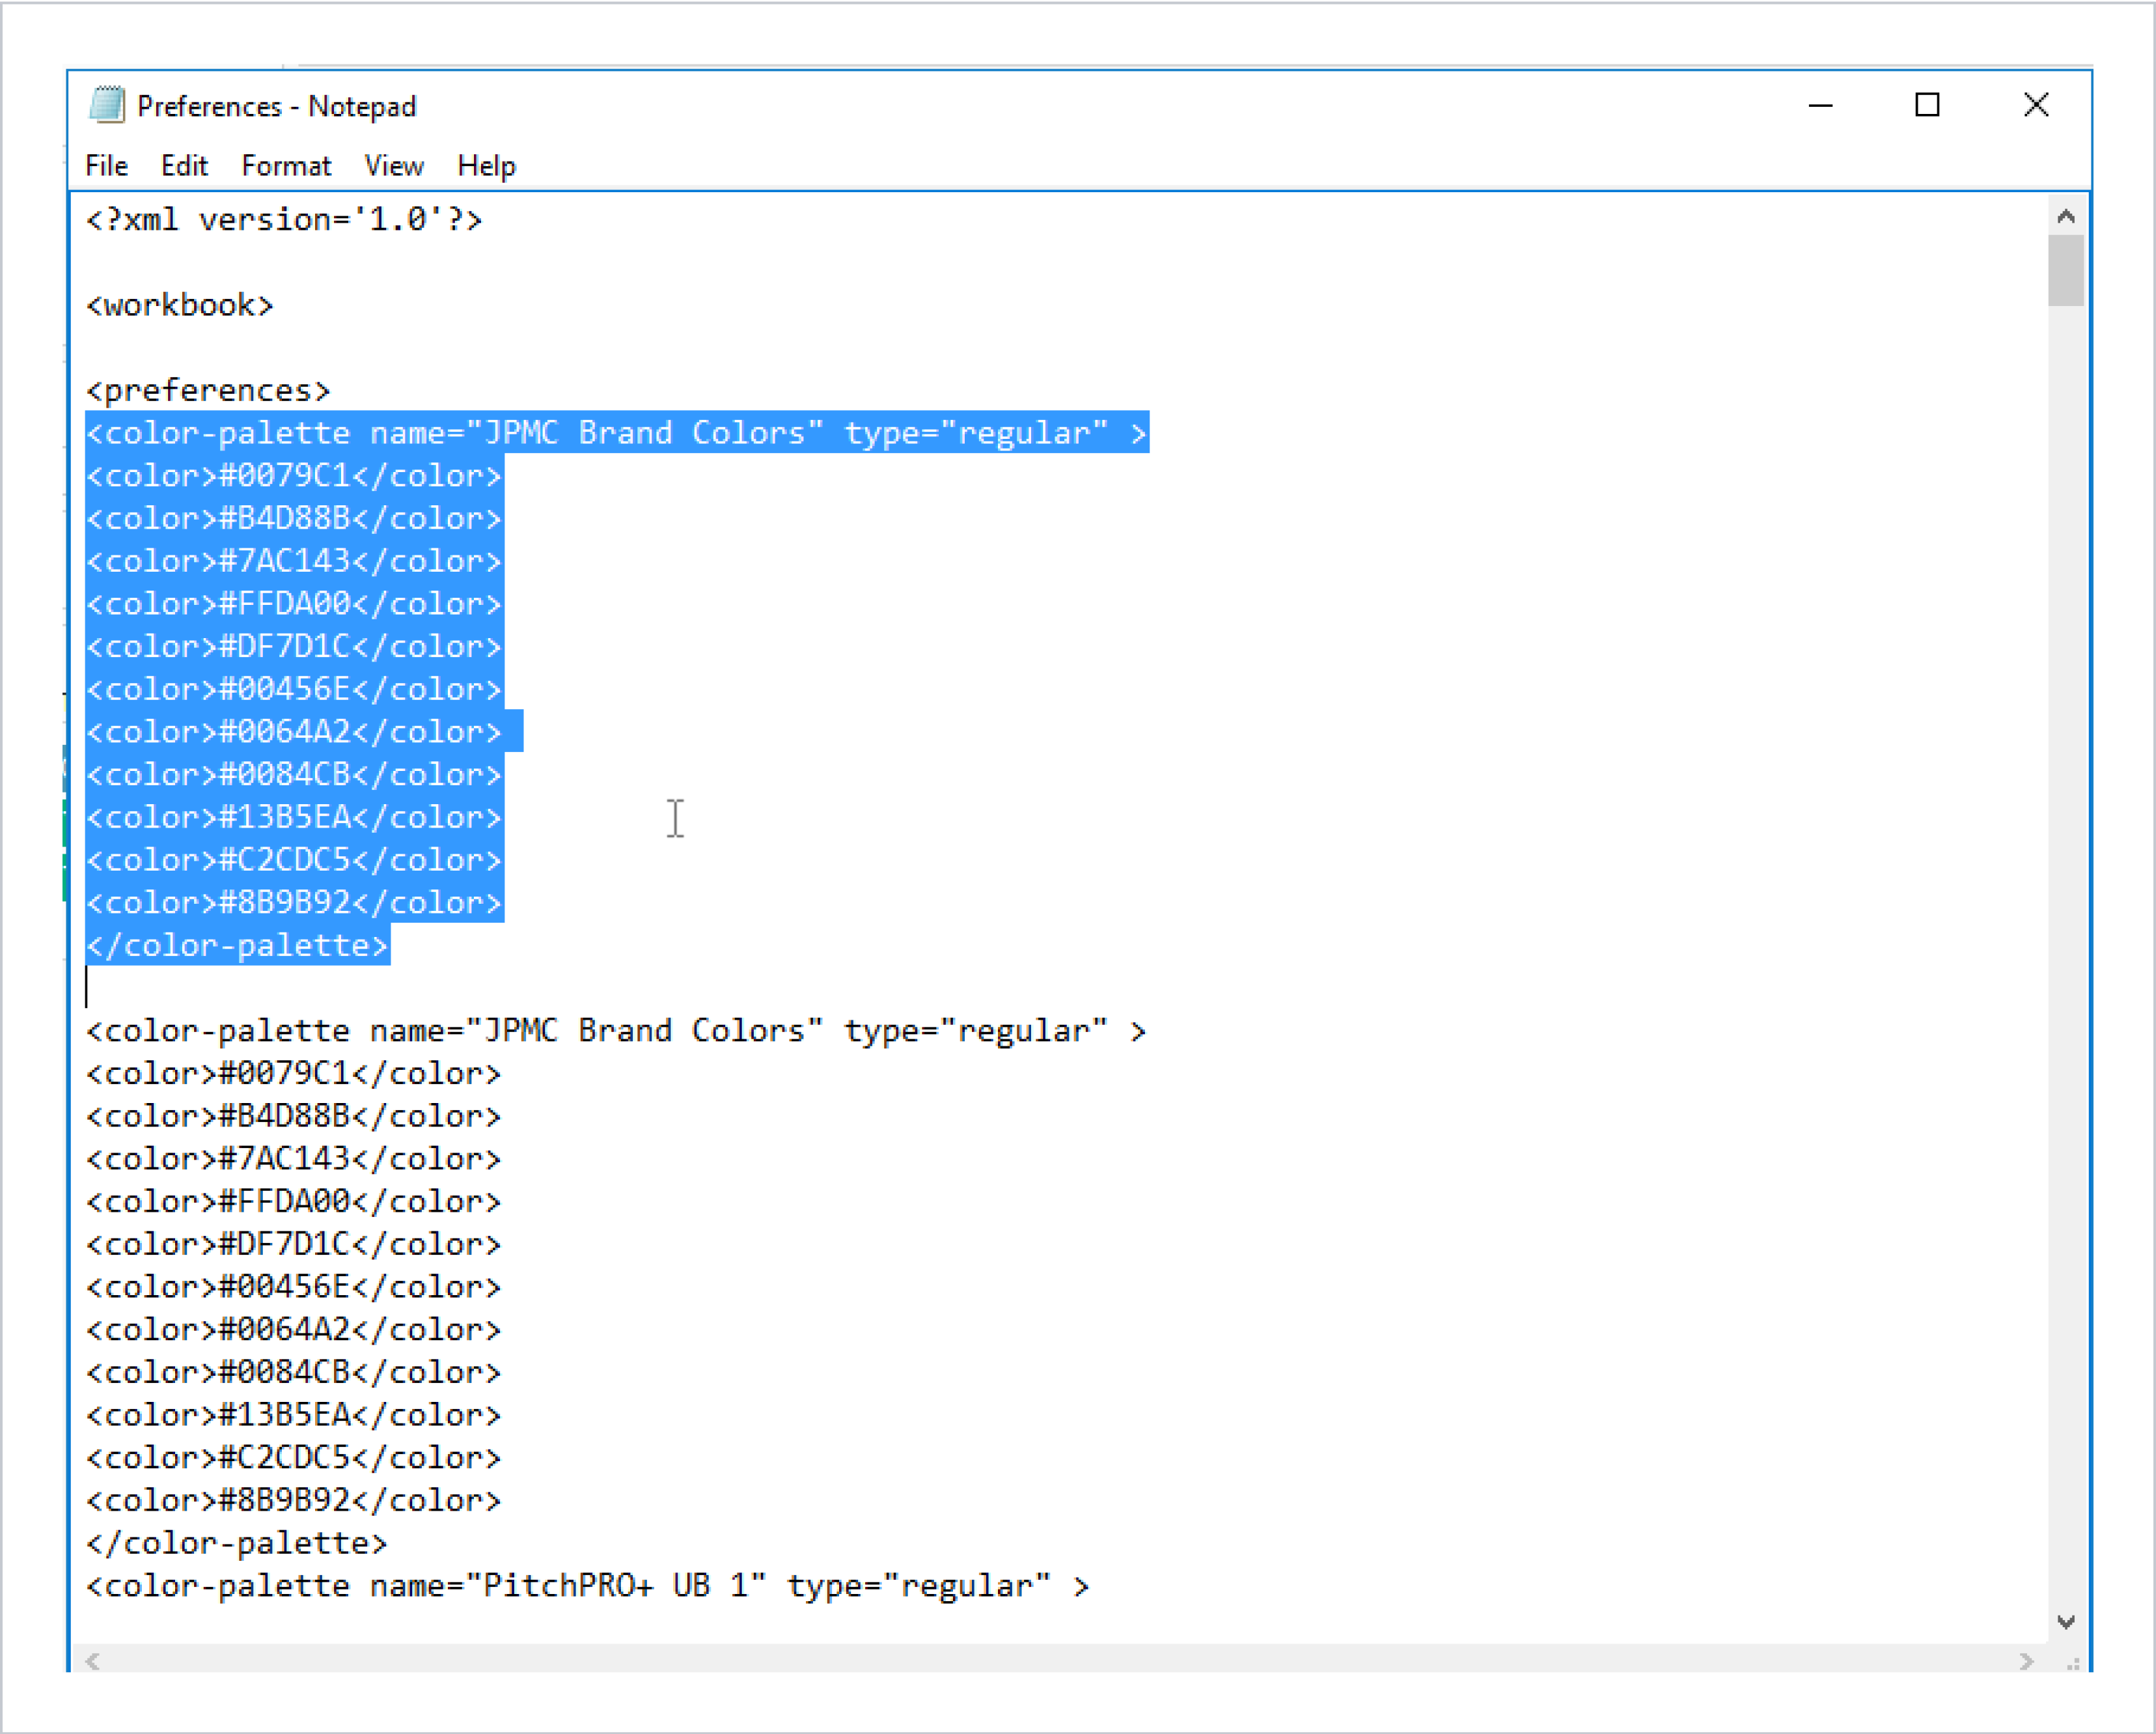 Preferences - Notepad
File Edit Format View Help
<?xml version='1.0'?>
<workbook>
<preferences>
<color-palette name="JPMC Brand Colors" type="regular" >
<color>#0079C1</color>
<color>#B4D88B</color>
<color>#7AC143</color>
<color>#FFDA00</color>
<color>#DF7D1C</color>
<color>#00456E</color>
<color>#0064A2</color>
<color>#0084CB</color>
<color>#13B5EA</color>
<color>#C2CDC5</color>
<color>#8B9B92</color>
</color-palette>
<color-palette name="JPMC Brand Colors" type="regular" >
<color>#0079C1</color>
<color>#B4D88B</color>
<color>#7AC143</color>
<color>#FFDA00</color>
<color>#DF7D1C</color>
<color>#00456E</color>
<color>#0064A2</color>
<color>#0084CB</color>
<color>#13B5EA</color>
<color>#C2CDC5</color>
<color>#8B9B92</color>
</color-palette>
<color-palette name="PitchPRO+ UB 1" type="regular" >